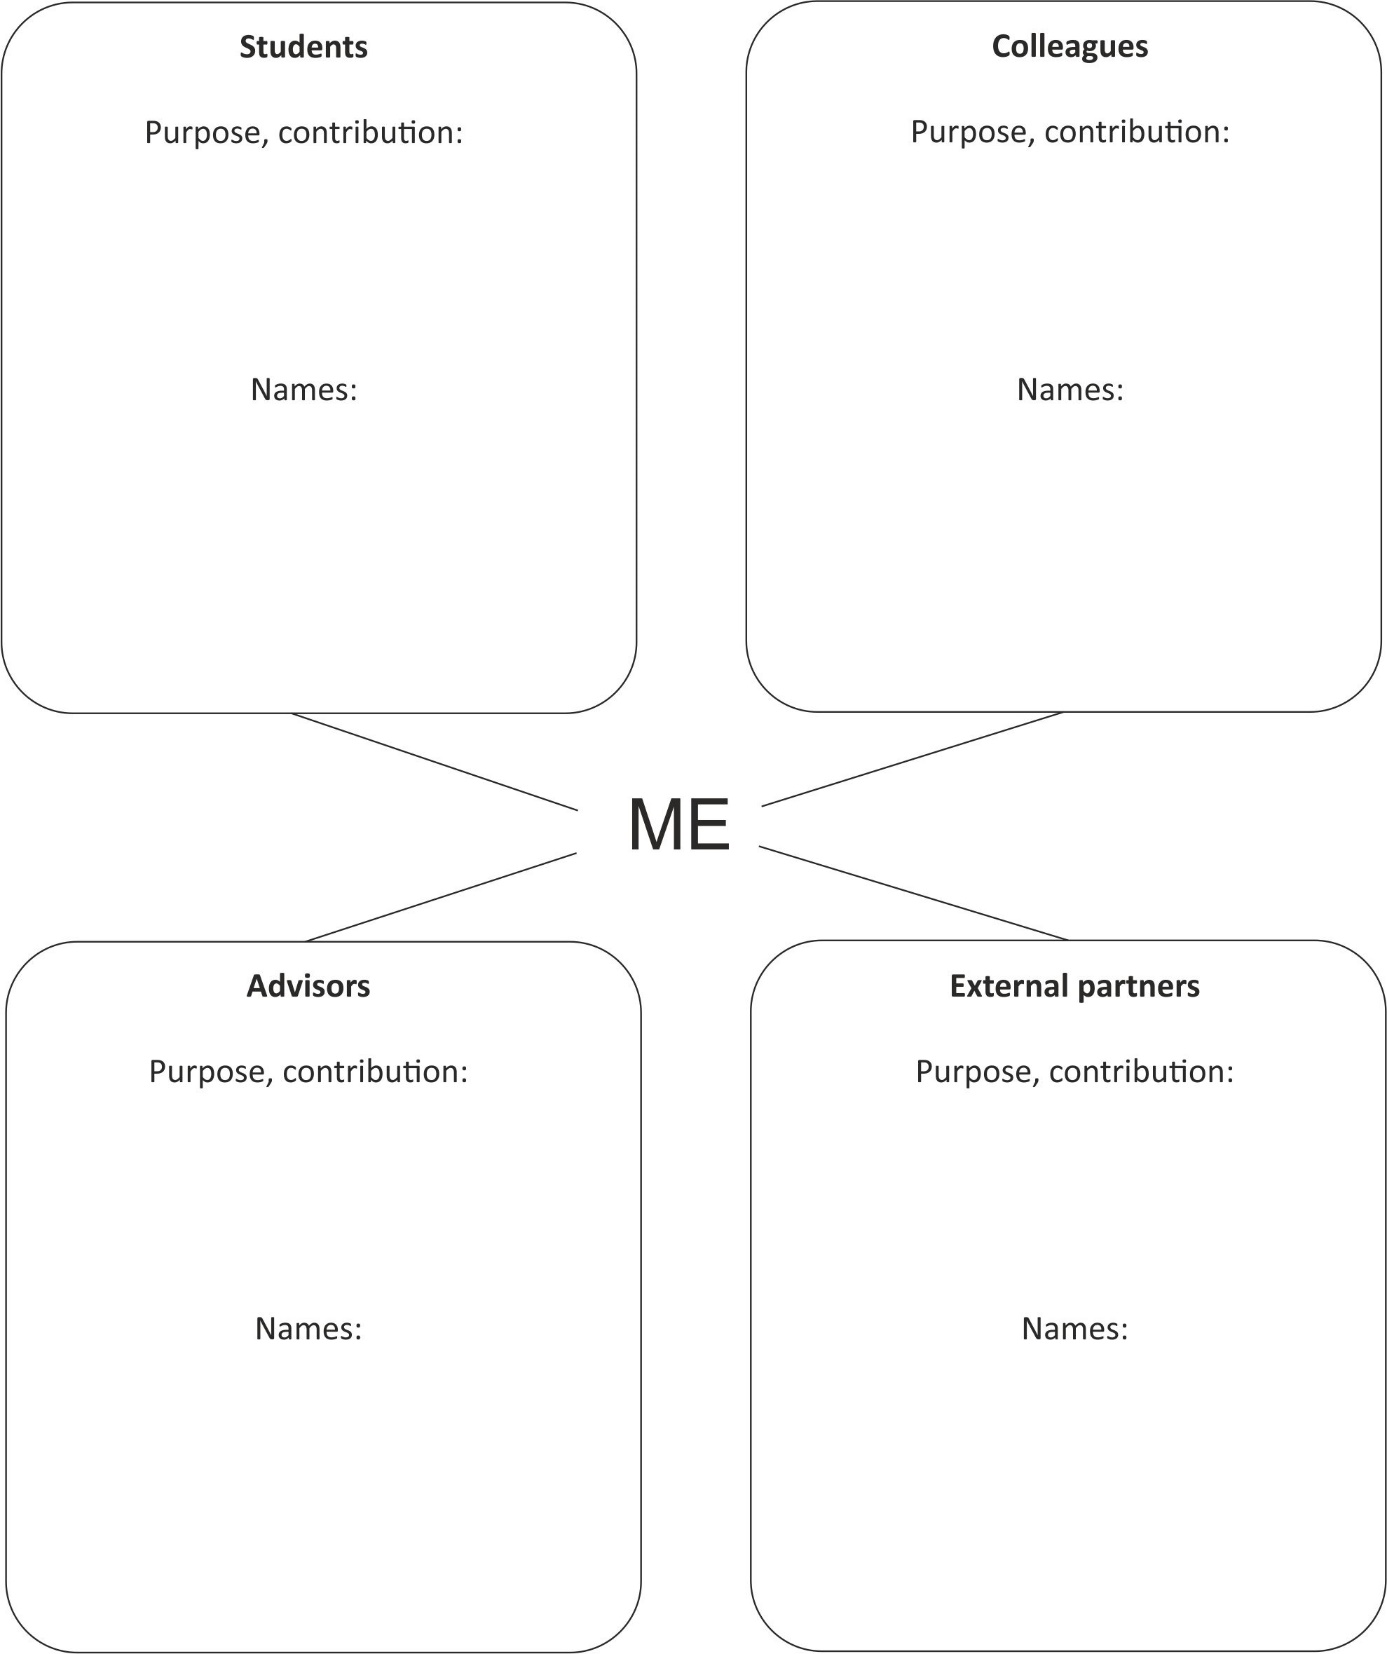 Students
Purpose, contribution:
Names:
Colleagues
Purpose, contribution:
Names:
ME
Advisors
Purpose, contribution:
Names:
External partners
Purpose, contribution:
Names: